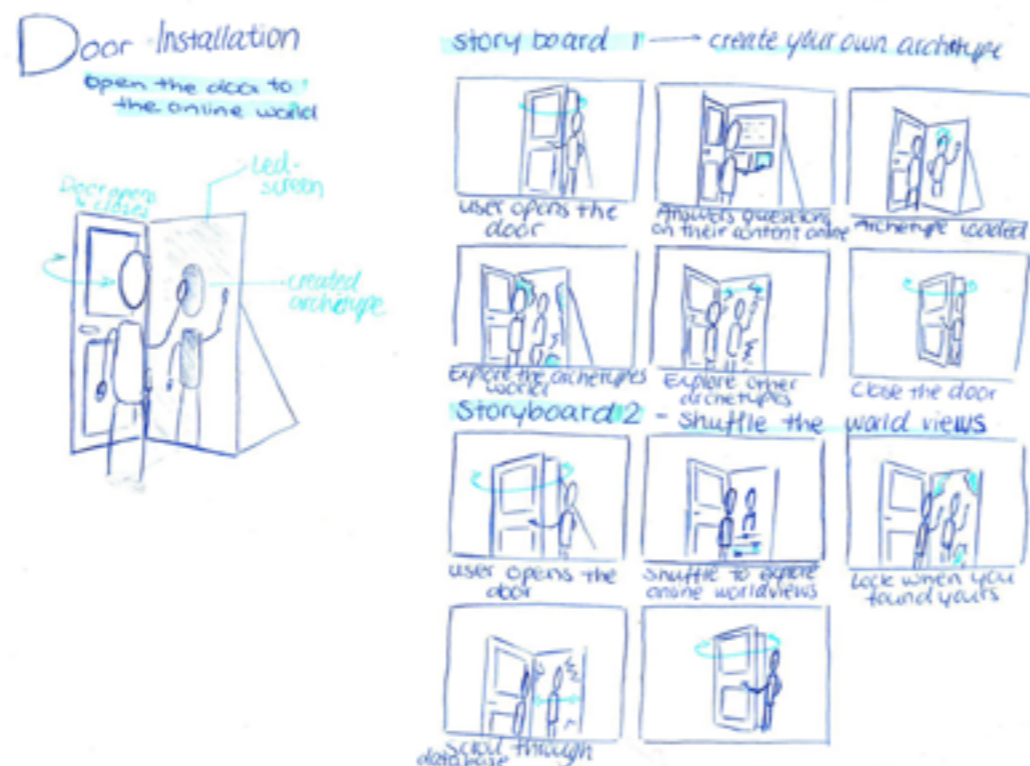 Door Installation
open the door to
the online world
Led-
screen
Door opens
& closes
created
archetype
story board 1 → create your own archetype
user opens the
door
Answers questions
on their content online
Archetype loaded
Explore the archetypes
world
Explore other
archetypes
Close the door
Storyboard 2 - shuffle the world views
user opens the
door
shuffle to explore
online worldviews
Lock when you
found yours
Scroll through
database